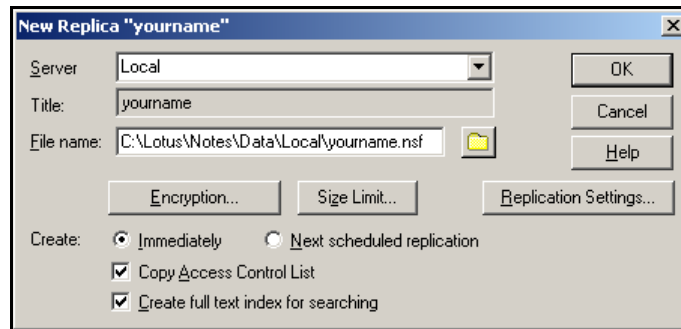 New Replica "yourname"
Server Local
OK
Title: yourname
Cancel
File name: C:\Lotus\Notes\Data\Local\yourname.nsf
Help
Encryption... Size Limit... Replication Settings...
Create: Immediately Next scheduled replication
Copy Access Control List
Create full text index for searching